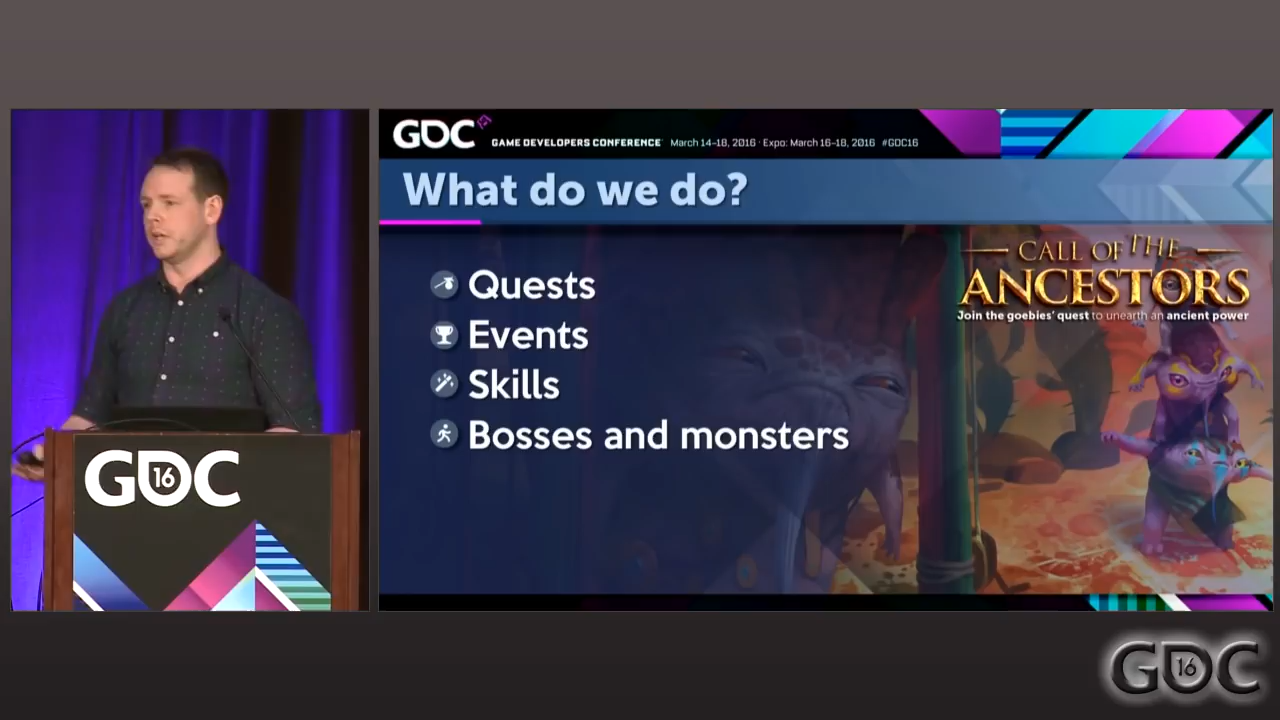 GDC
GAME DEVELOPERS CONFERENCE March 14–18, 2016 · Expo: March 16–18, 2016 #GDC16
What do we do?
CALL OF THE
ANCESTORS
Join the goebies' quest to unearth an ancient power
Quests
Events
Skills
Bosses and monsters
GDC
16
GDC
16